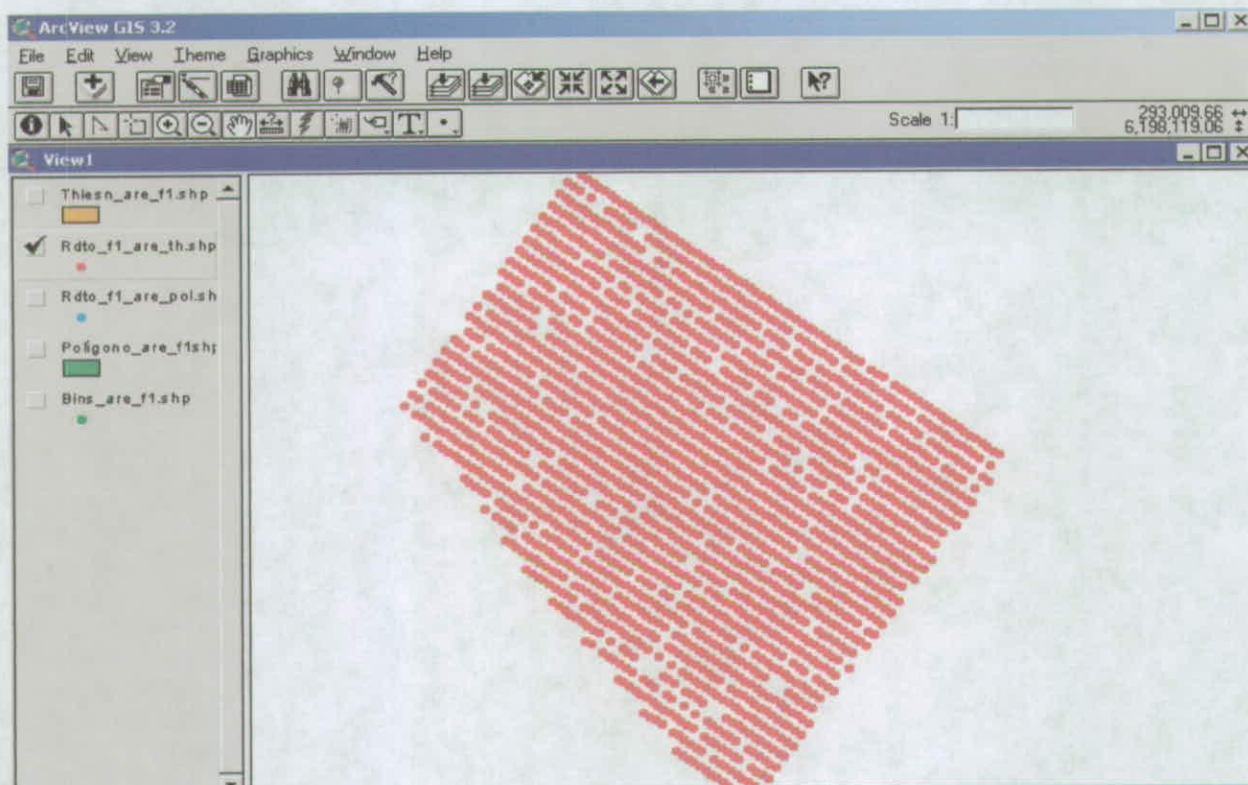 ArcView GIS 3.2
File Edit View Theme Graphics Window Help
Scale 1:
293,009.66
6,198,119.06
View1
Thiesn_are_f1.shp
Rdto_f1_are_th.shp
Rdto_f1_are_pol.sh
Poligono_are_f1shp
Bins_are_f1.shp